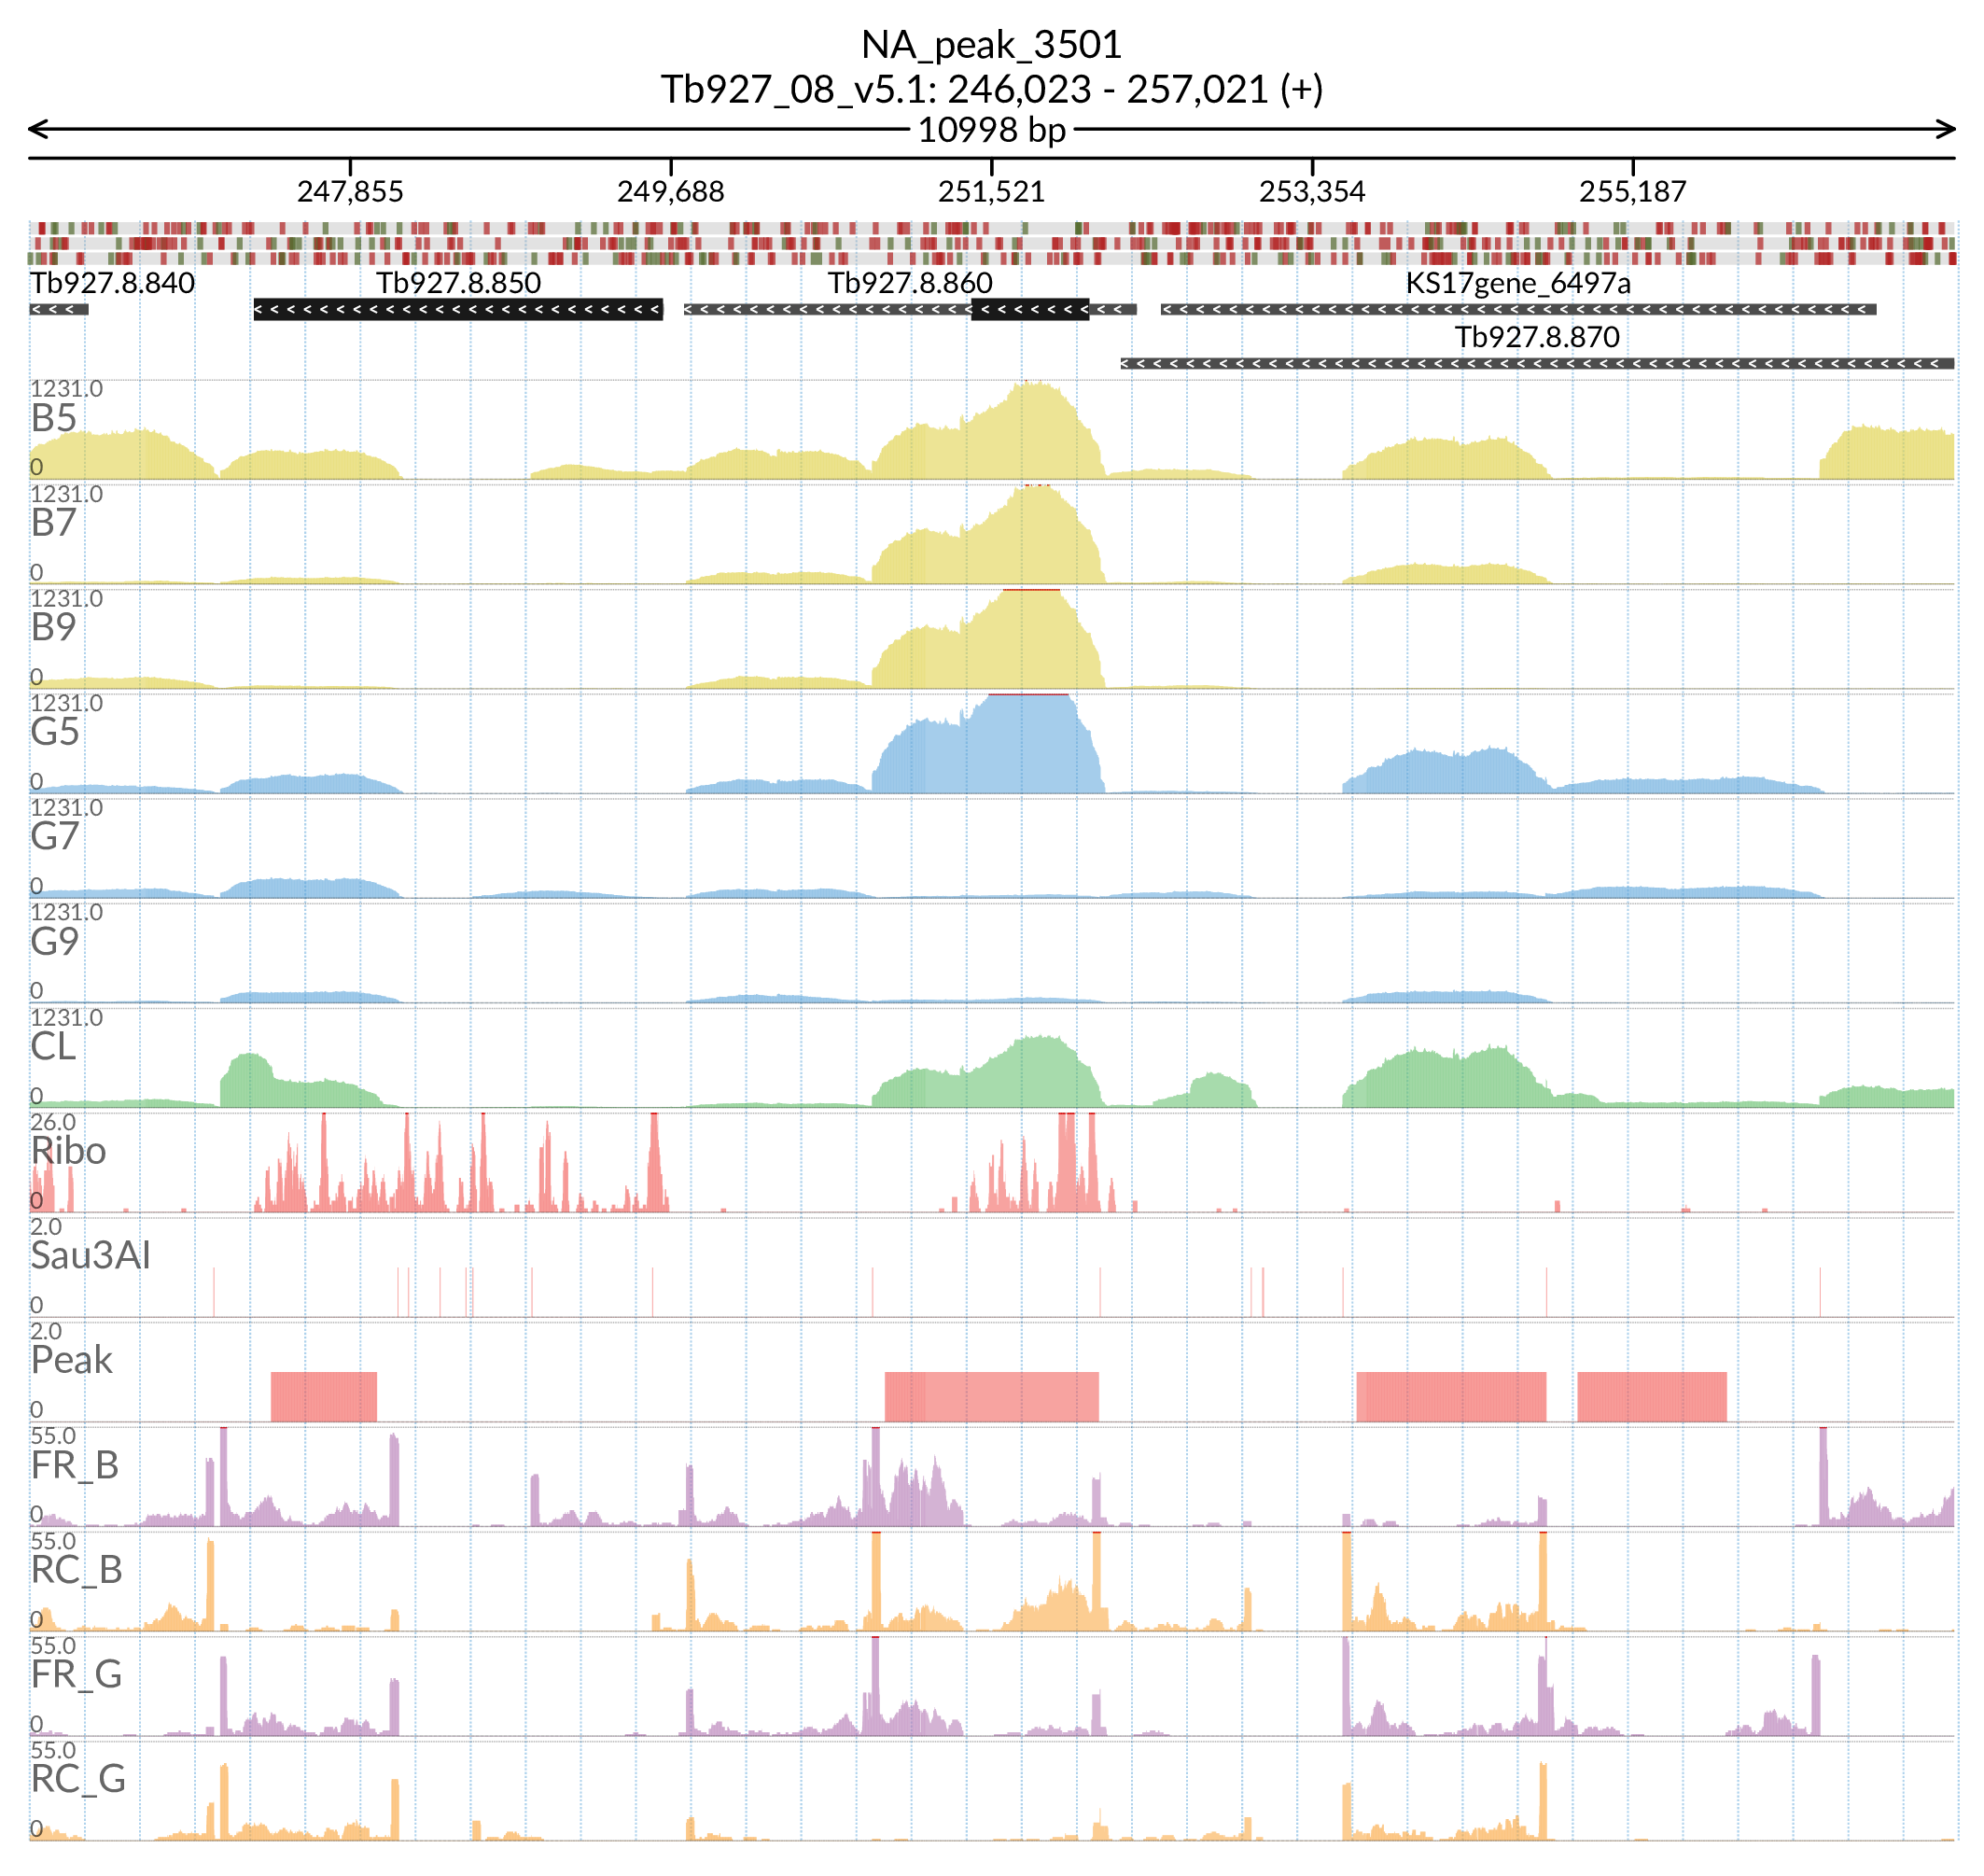 NA_peak_3501
Tb927_08_v5.1: 246,023 - 257,021 (+)
10998 bp
247,855 249,688 251,521 253,354 255,187
Tb927.8.840 Tb927.8.850 Tb927.8.860 KS17gene_6497a
Tb927.8.870
1231.0
B5
0
1231.0
B7
0
1231.0
B9
0
1231.0
G5
0
1231.0
G7
0
1231.0
G9
0
1231.0
CL
0
26.0
Ribo
0
2.0
Sau3AI
0
2.0
Peak
0
55.0
FR_B
0
55.0
RC_B
0
55.0
FR_G
0
55.0
RC_G
0